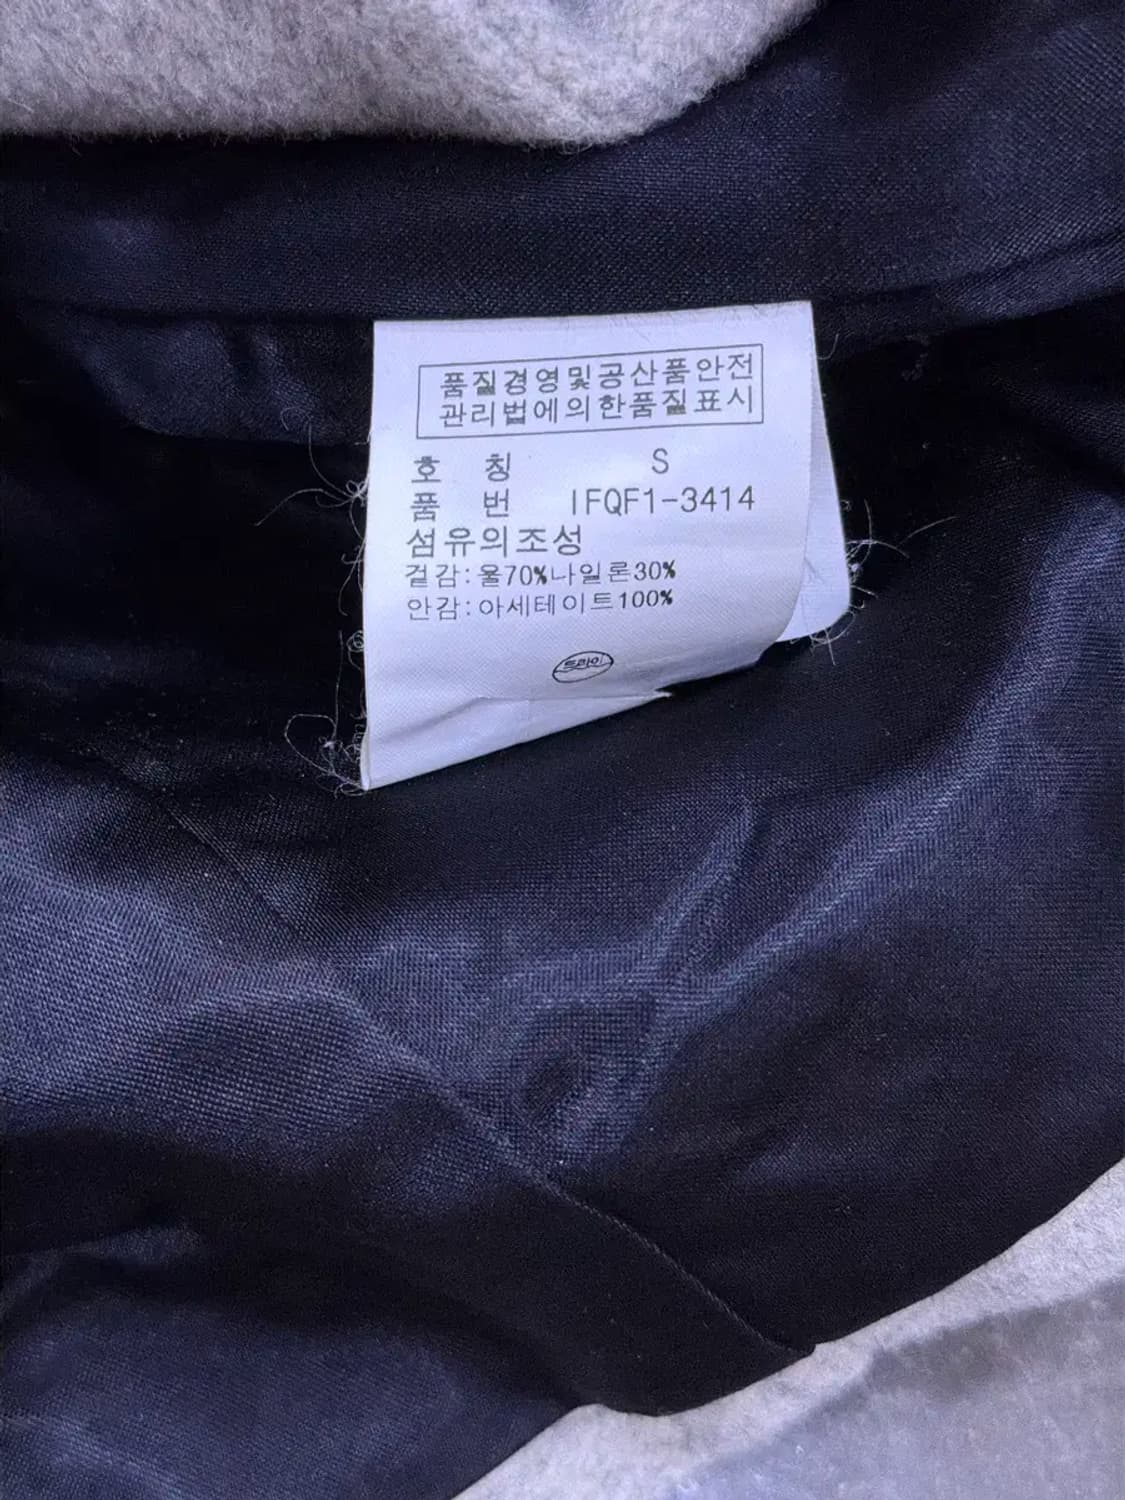 품질경영및공산품안전
관리법에의한품질표시
호 칭 S
품 번 IFQF1-3414
섬유의조성
겉감:울70%나일론30%
안감:아세테이트100%
드라이